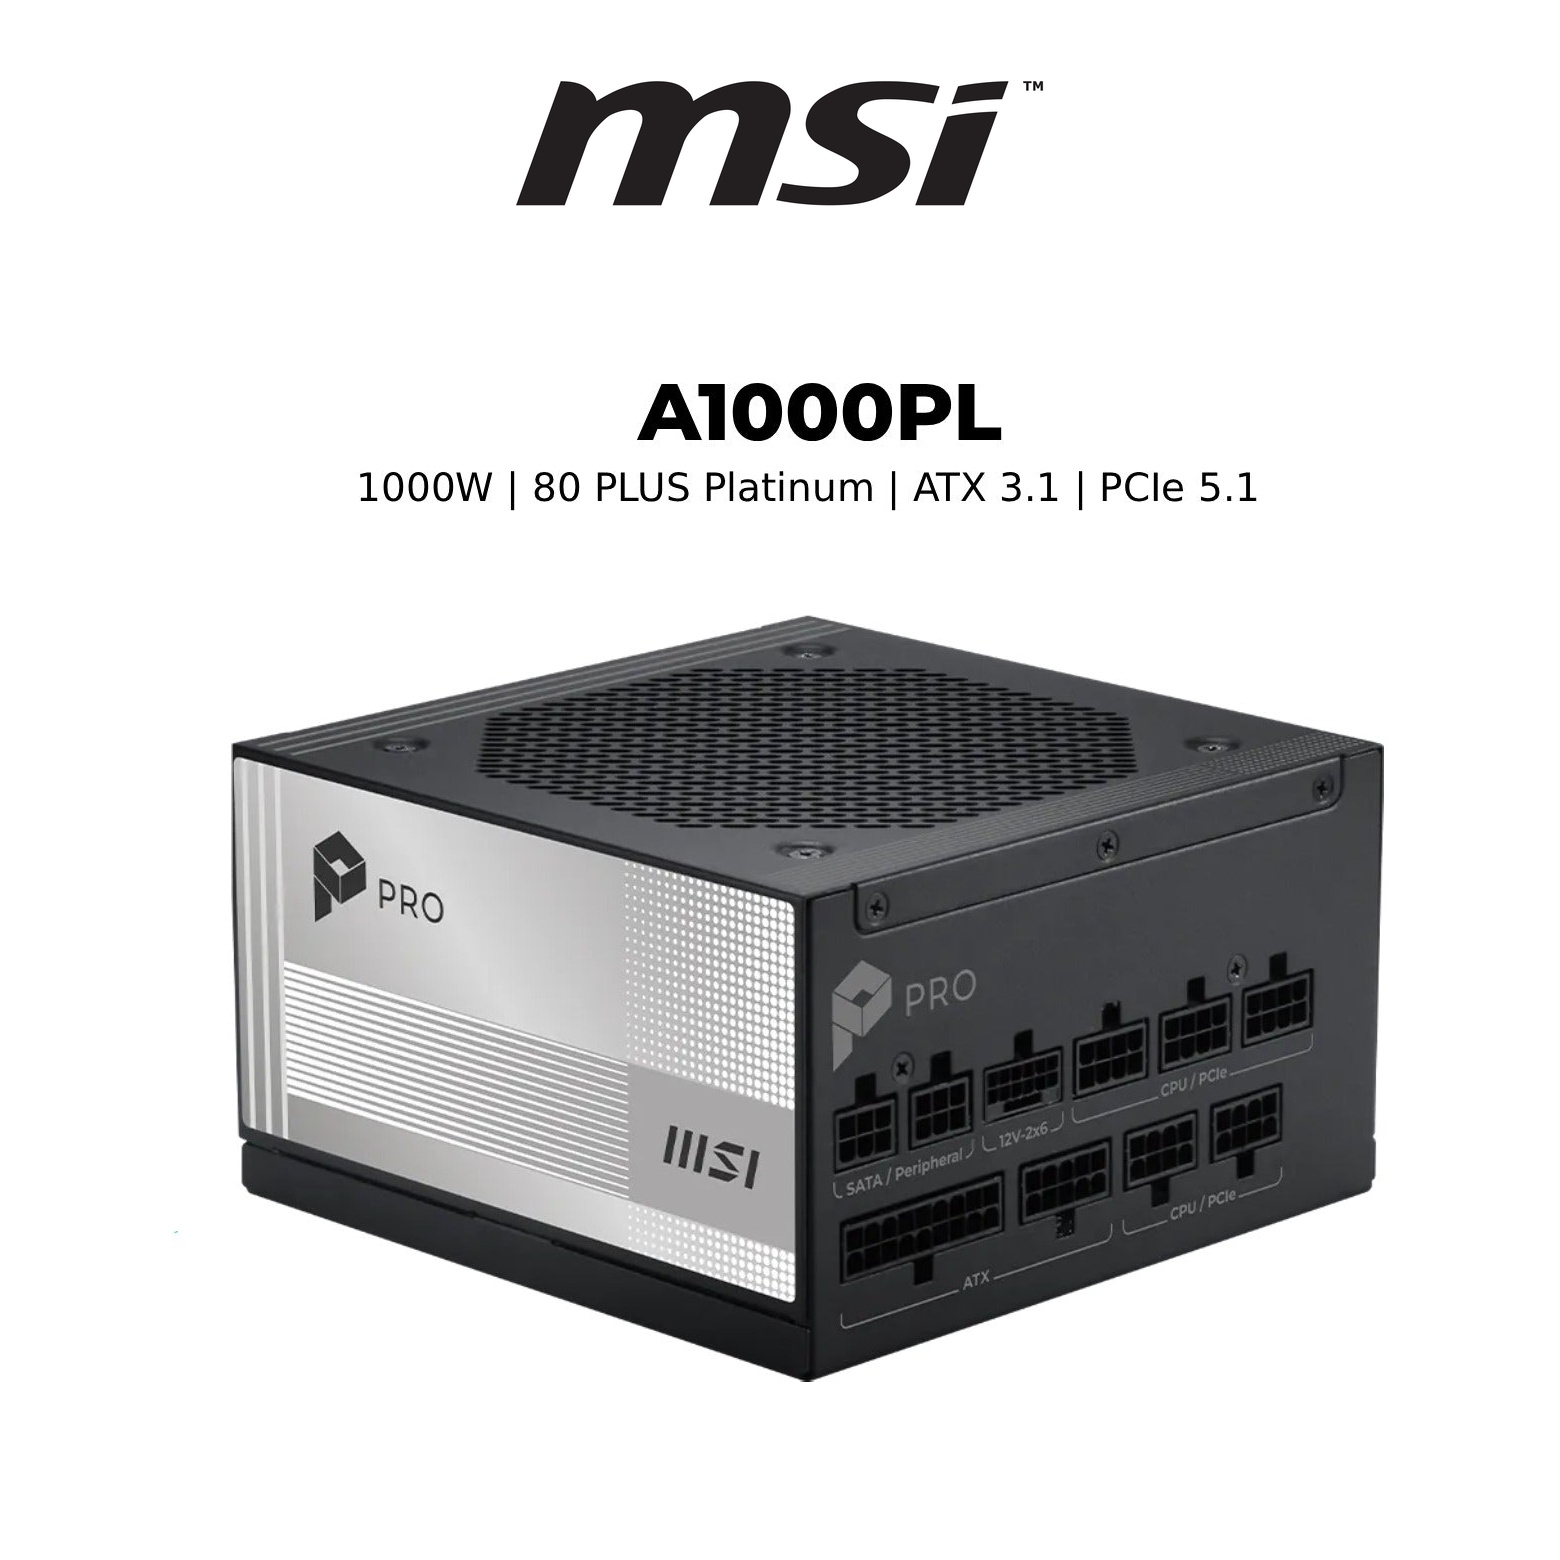 msi™
A1000PL
1000W | 80 PLUS Platinum | ATX 3.1 | PCIe 5.1
PRO
msi
PRO
CPU / PCIe
12V-2x6
SATA / Peripheral
CPU / PCIe
ATX